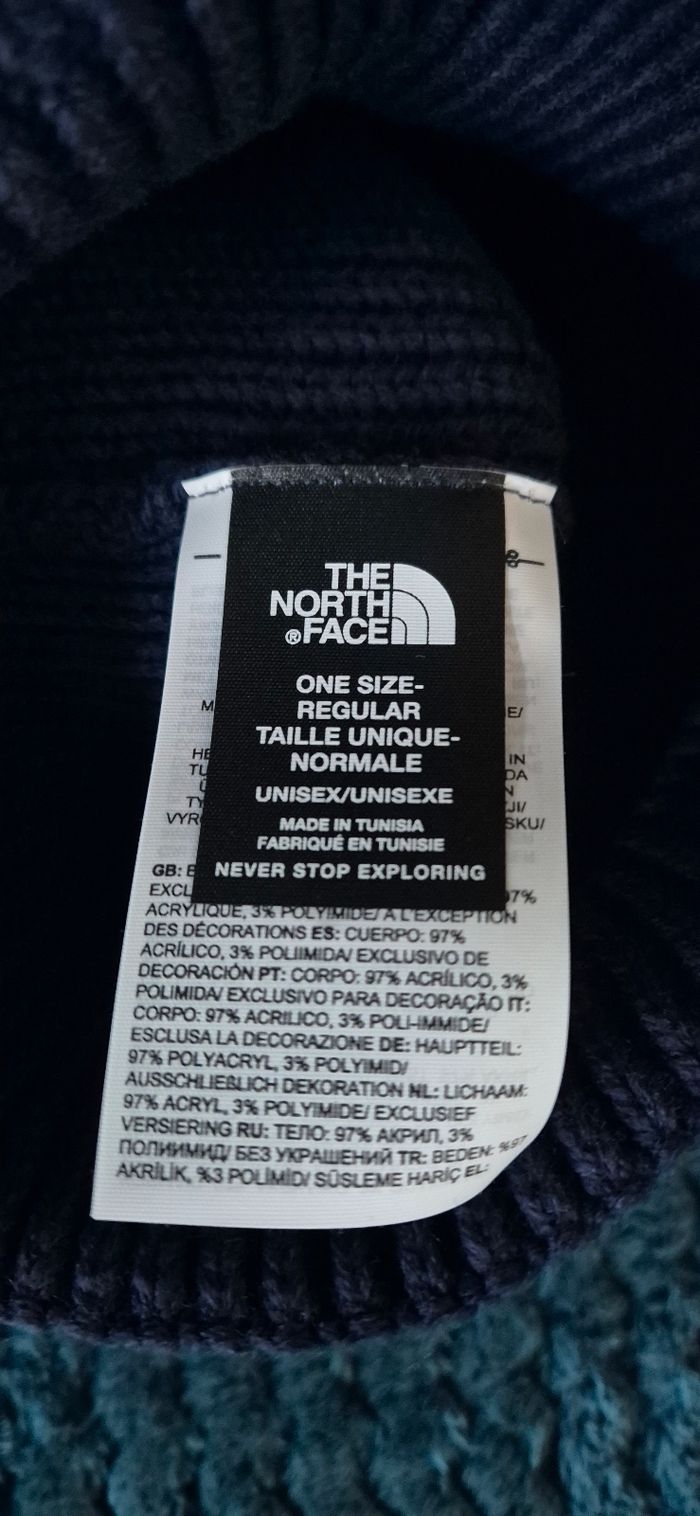 THE
NORTH
®FACE
ONE SIZE-
REGULAR
TAILLE UNIQUE-
NORMALE
UNISEX/UNISEXE
MADE IN TUNISIA
FABRIQUÉ EN TUNISIE
NEVER STOP EXPLORING
GB:
EXCL
97%
ACRYLIQUE, 3% POLYIMIDE/ A L'EXCEPTION
DES DÉCORATIONS ES: CUERPO: 97%
ACRÍLICO, 3% POLIIMIDA/ EXCLUSIVO DE
DECORACIÓN PT: CORPO: 97% ACRÍLICO, 3%
POLIMIDA/ EXCLUSIVO PARA DECORAÇÃO IT:
CORPO: 97% ACRILICO, 3% POLI-IMMIDE/
ESCLUSA LA DECORAZIONE DE: HAUPTTEIL:
97% POLYACRYL, 3% POLYIMID/
AUSSCHLIEßLICH DEKORATION NL: LICHAAM:
97% ACRYL, 3% POLYIMIDE/ EXCLUSIEF
VERSIERING RU: ТЕЛО: 97% АКРИЛ, 3%
ПОЛИИМИД/ БЕЗ УКРАШЕНИЙ TR: BEDEN: %97
AKRİLİK, %3 POLİMİD/ SÜSLEME HARİÇ EL: